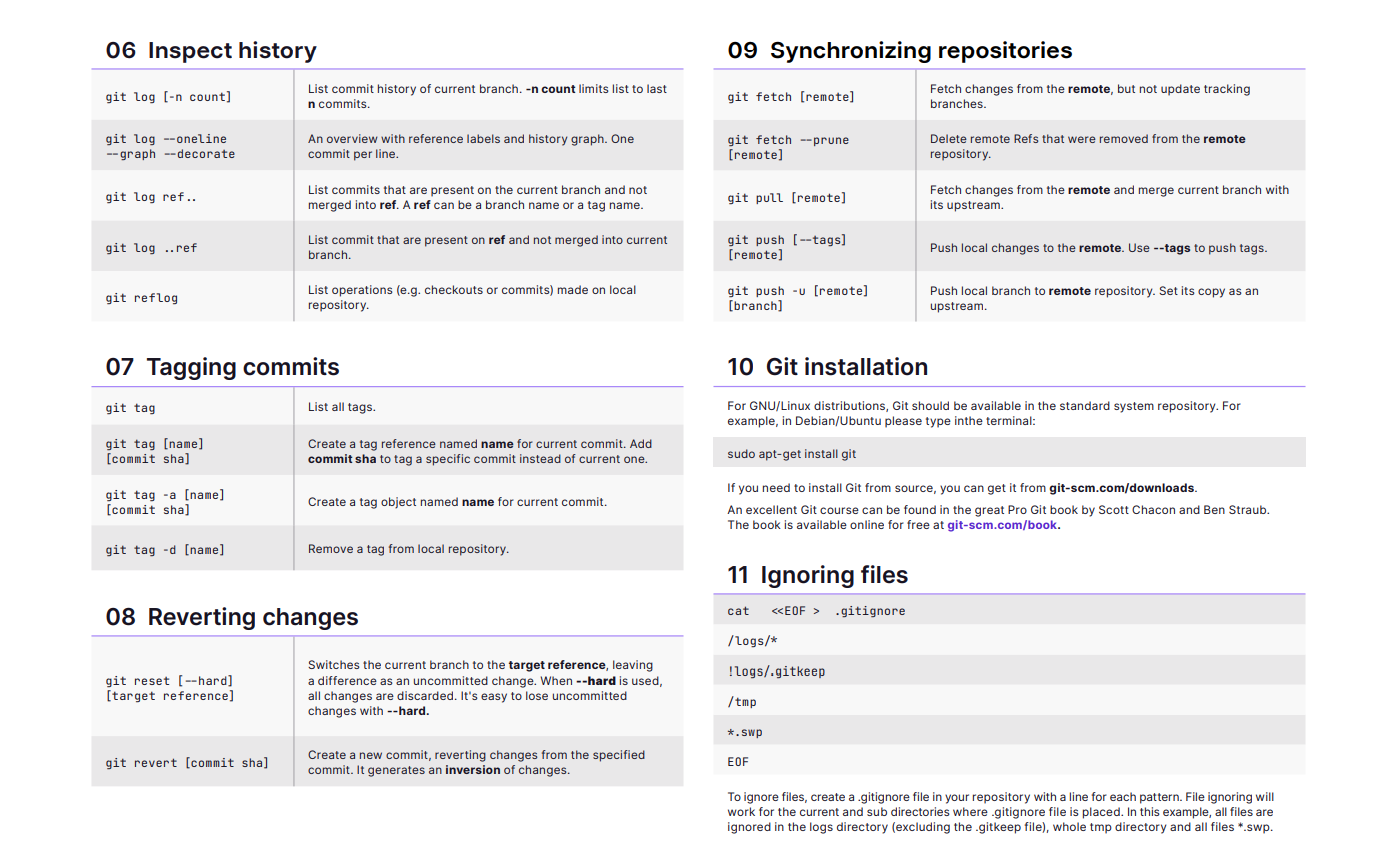 06 Inspect history
git log [-n count]
List commit history of current branch. -n count limits list to last
n commits.
git log --oneline
--graph --decorate
An overview with reference labels and history graph. One
commit per line.
git log ref..
List commits that are present on the current branch and not
merged into ref. A ref can be a branch name or a tag name.
git log ..ref
List commit that are present on ref and not merged into current
branch.
git reflog
List operations (e.g. checkouts or commits) made on local
repository.
07 Tagging commits
git tag
List all tags.
git tag [name]
[commit sha]
Create a tag reference named name for current commit. Add
commit sha to tag a specific commit instead of current one.
git tag -a [name]
[commit sha]
Create a tag object named name for current commit.
git tag -d [name]
Remove a tag from local repository.
08 Reverting changes
git reset [--hard]
[target reference]
Switches the current branch to the target reference, leaving
a difference as an uncommitted change. When --hard is used,
all changes are discarded. It's easy to lose uncommitted
changes with --hard.
git revert [commit sha]
Create a new commit, reverting changes from the specified
commit. It generates an inversion of changes.
09 Synchronizing repositories
git fetch [remote]
Fetch changes from the remote, but not update tracking
branches.
git fetch --prune
[remote]
Delete remote Refs that were removed from the remote
repository.
git pull [remote]
Fetch changes from the remote and merge current branch with
its upstream.
git push [--tags]
[remote]
Push local changes to the remote. Use --tags to push tags.
git push -u [remote]
[branch]
Push local branch to remote repository. Set its copy as an
upstream.
10 Git installation
For GNU/Linux distributions, Git should be available in the standard system repository. For
example, in Debian/Ubuntu please type inthe terminal:
sudo apt-get install git
If you need to install Git from source, you can get it from git-scm.com/downloads.
An excellent Git course can be found in the great Pro Git book by Scott Chacon and Ben Straub.
The book is available online for free at git-scm.com/book.
11 Ignoring files
cat <<EOF > .gitignore
/logs/*
!logs/.gitkeep
/tmp
*.swp
EOF
To ignore files, create a .gitignore file in your repository with a line for each pattern. File ignoring will
work for the current and sub directories where .gitignore file is placed. In this example, all files are
ignored in the logs directory (excluding the .gitkeep file), whole tmp directory and all files *.swp.